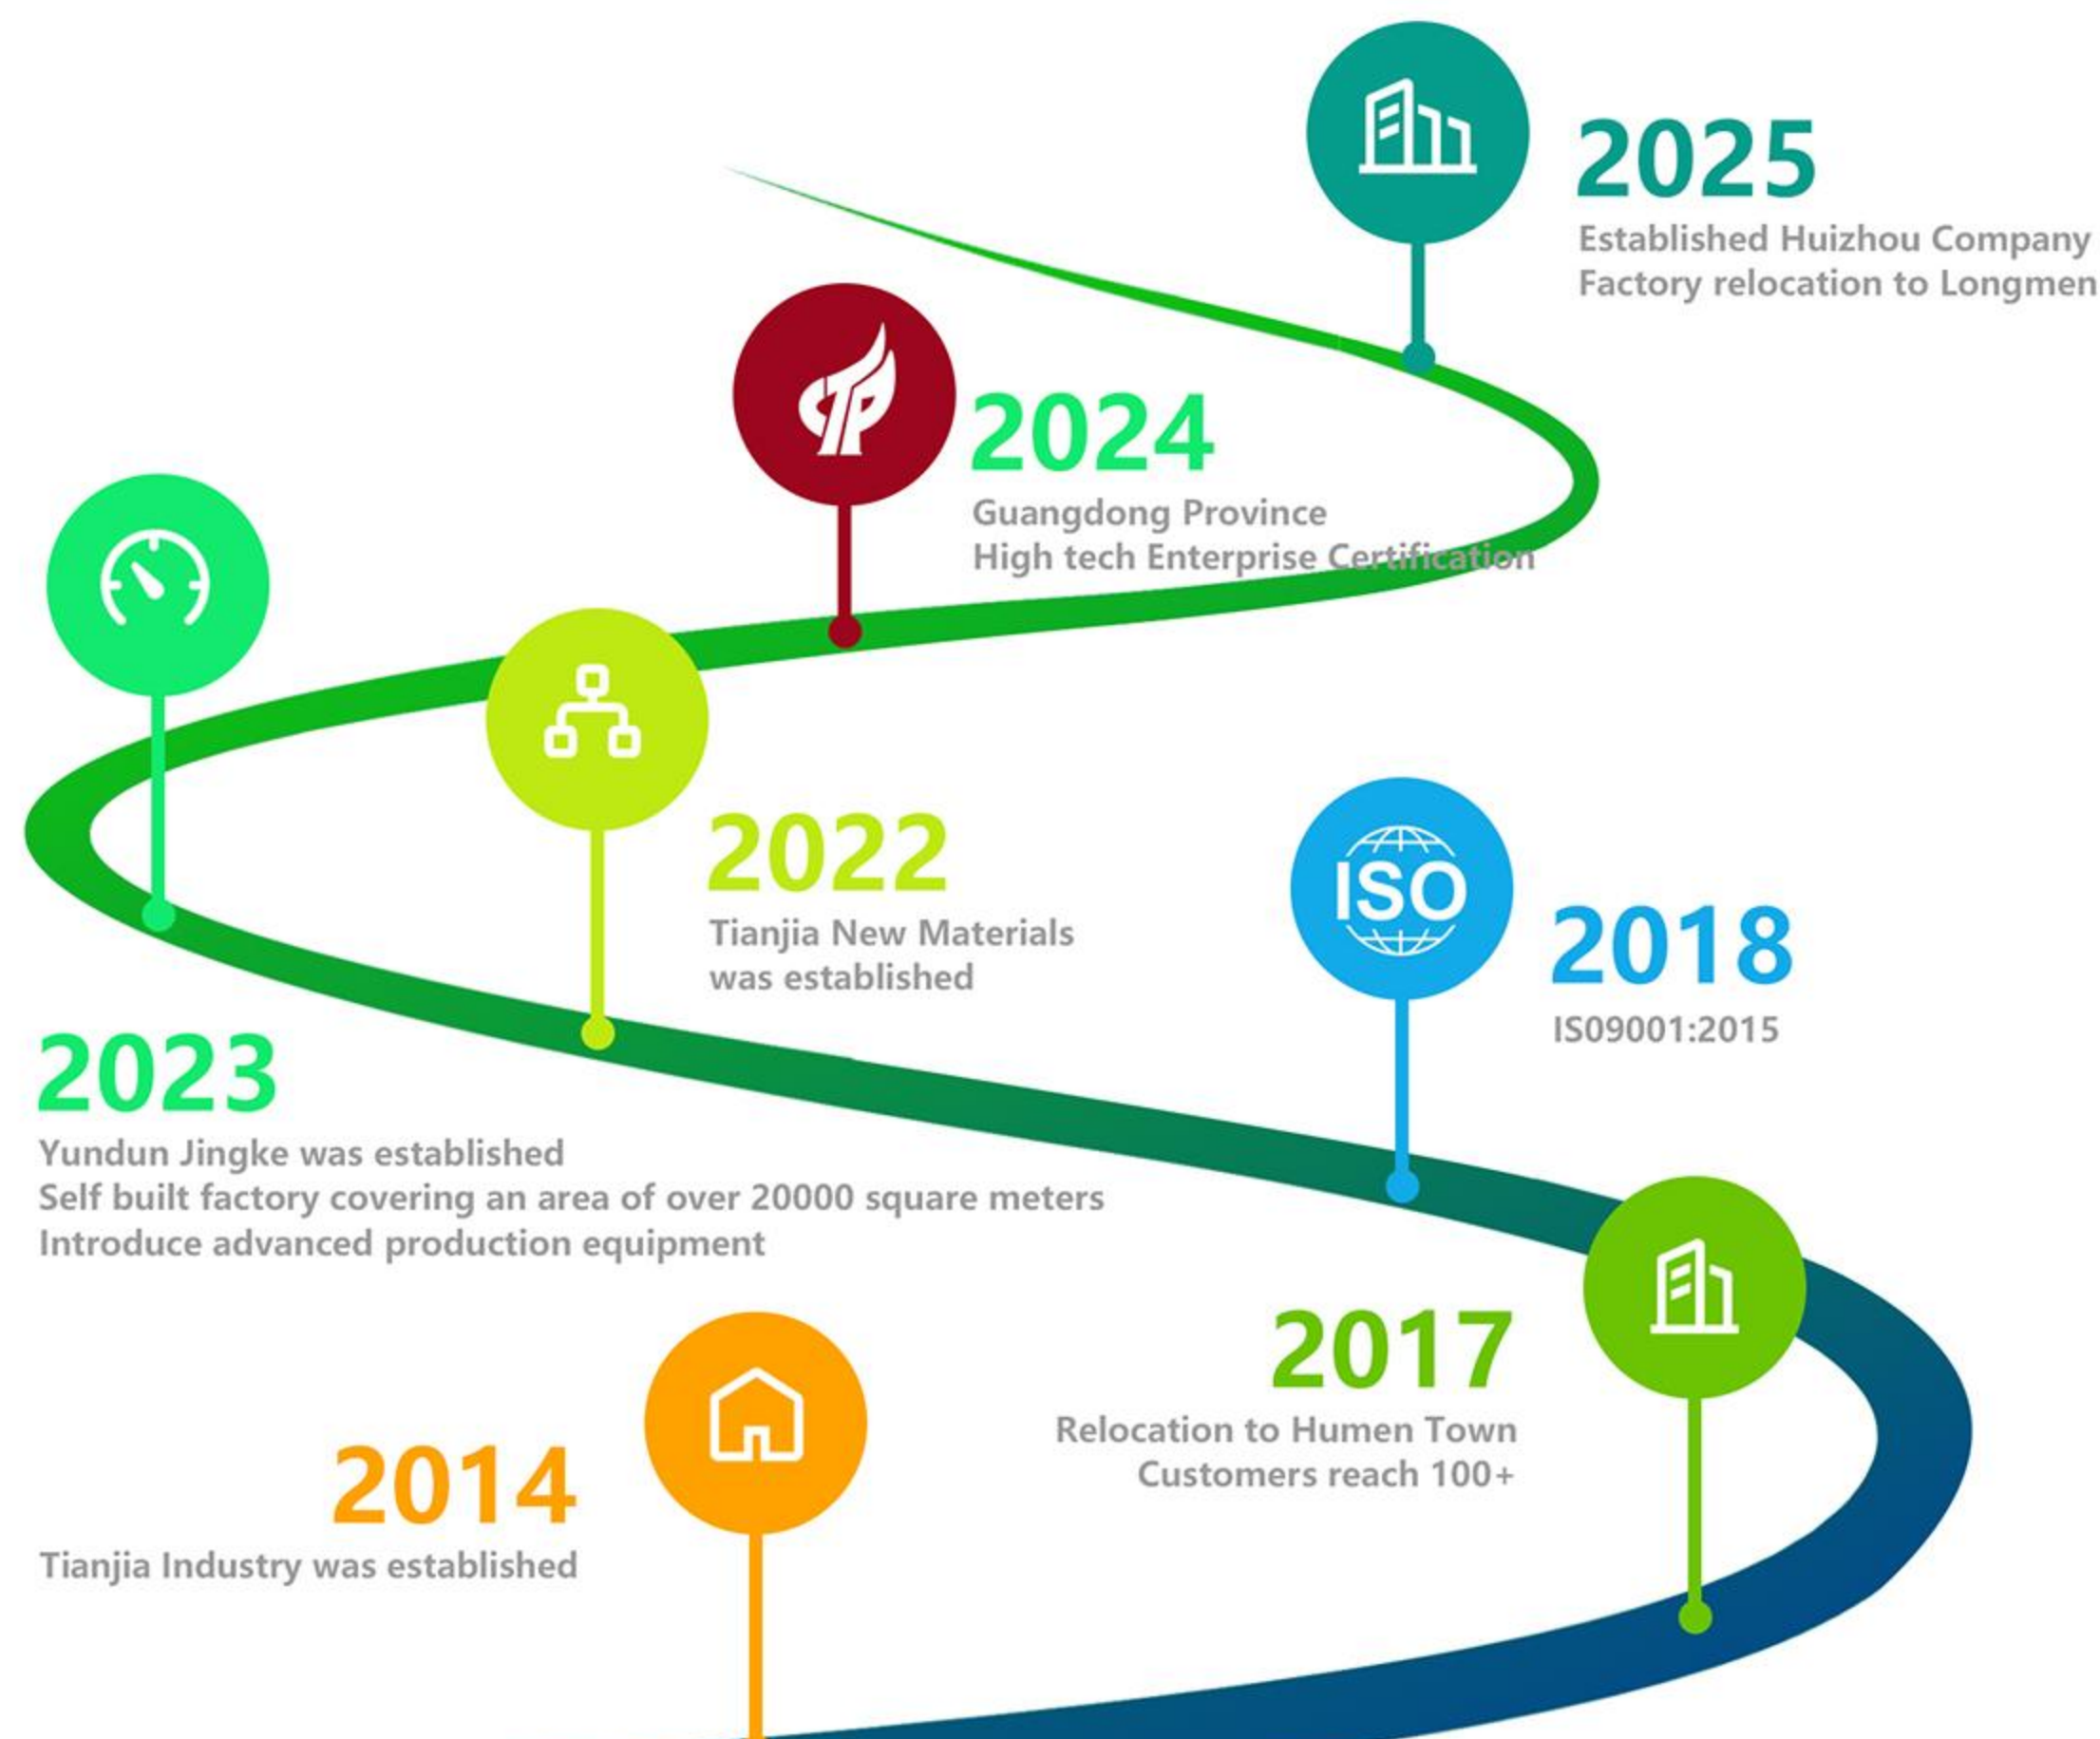 2025
Established Huizhou Company
Factory relocation to Longmen
2024
Guangdong Province
High tech Enterprise Certification
2022
Tianjia New Materials
was established
ISO
2018
IS09001:2015
2023
Yundun Jingke was established
Self built factory covering an area of over 20000 square meters
Introduce advanced production equipment
2017
Relocation to Humen Town
Customers reach 100+
2014
Tianjia Industry was established